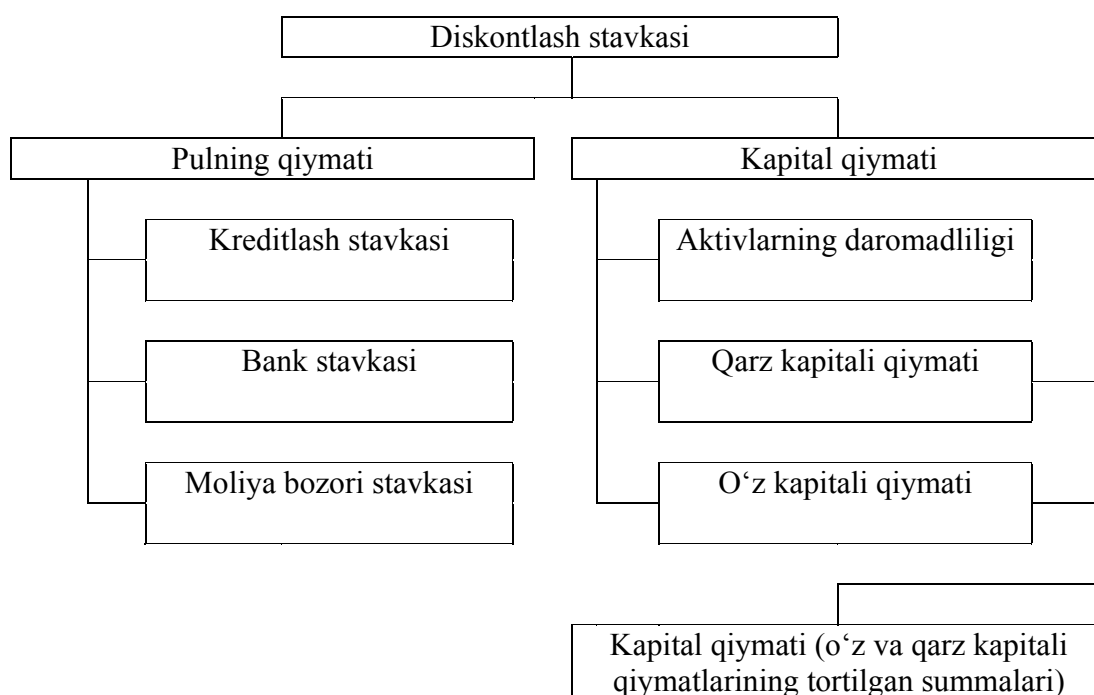 Diskontlash stavkasi
Pulning qiymati
Kapital qiymati
Kreditlash stavkasi
Aktivlarning daromadliligi
Bank stavkasi
Qarz kapitali qiymati
Moliya bozori stavkasi
O‘z kapitali qiymati
Kapital qiymati (o‘z va qarz kapitali
qiymatlarining tortilgan summalari)